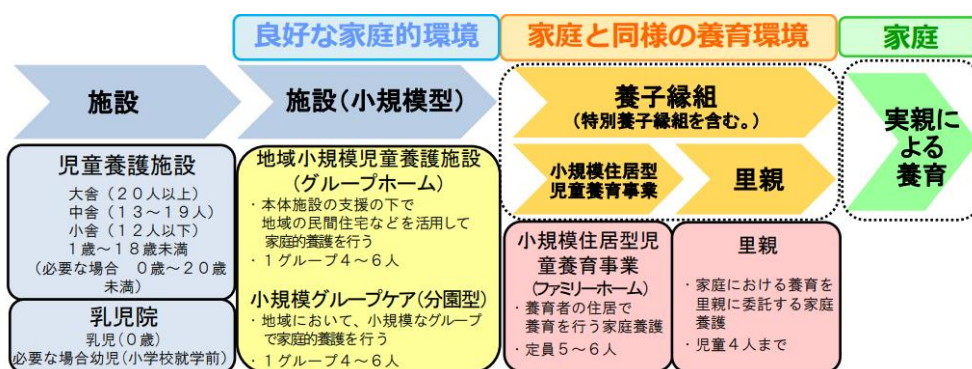 良好な家庭的環境
家庭と同様の養育環境
家庭
施設
施設(小規模型)
養子縁組
(特別養子縁組を含む。)
小規模住居型
児童養育事業
里親
実親に
よる
養育
児童養護施設
大舎(20人以上)
中舎(13~19人)
小舎(12人以下)
1歳~18歳未満
(必要な場合 0歳~20歳
未満)
乳児院
乳児(0歳)
必要な場合幼児(小学校就学前)
地域小規模児童養護施設
(グループホーム)
・本体施設の支援の下で
地域の民間住宅などを活用して
家庭的養護を行う
・1グループ4~6人
小規模グループケア(分園型)
・地域において、小規模なグループ
で家庭的養護を行う
・1グループ4~6人
小規模住居型児
童養育事業
(ファミリーホーム)
・養育者の住居で
養育を行う家庭養護
・定員5~6人
里親
・家庭における養育を
里親に委託する家庭
養護
・児童4人まで